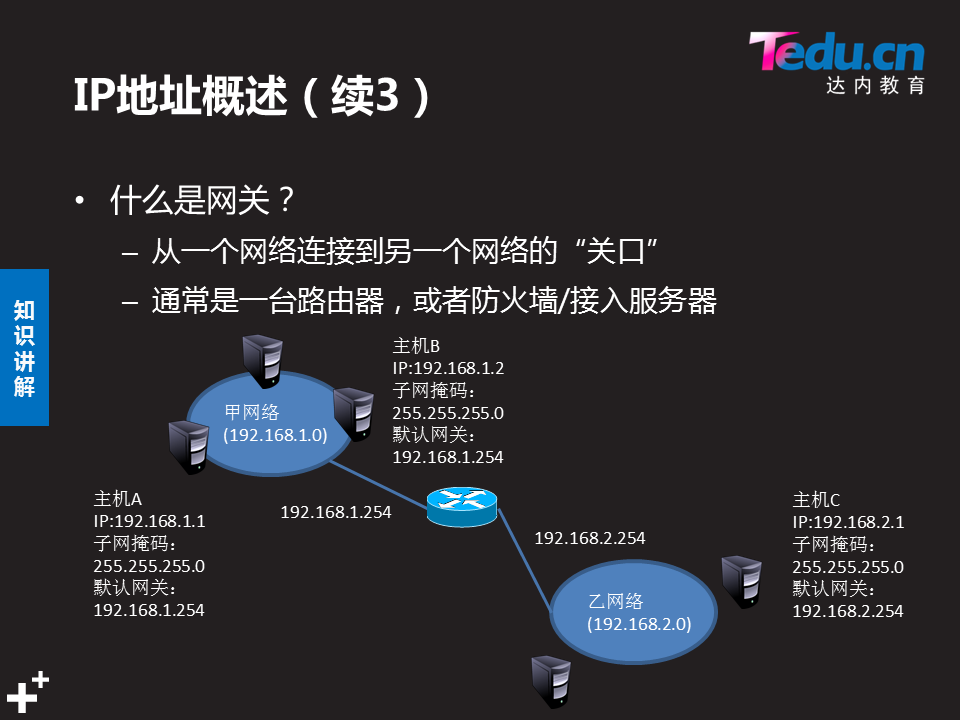 Tedu.cn
达内教育
IP地址概述（续3）
• 什么是网关？
– 从一个网络连接到另一个网络的“关口”
– 通常是一台路由器，或者防火墙/接入服务器
知识讲解
主机B
IP:192.168.1.2
子网掩码：
255.255.255.0
默认网关：
192.168.1.254
甲网络
(192.168.1.0)
主机A
IP:192.168.1.1
子网掩码：
255.255.255.0
默认网关：
192.168.1.254
192.168.1.254
192.168.2.254
乙网络
(192.168.2.0)
主机C
IP:192.168.2.1
子网掩码：
255.255.255.0
默认网关：
192.168.2.254